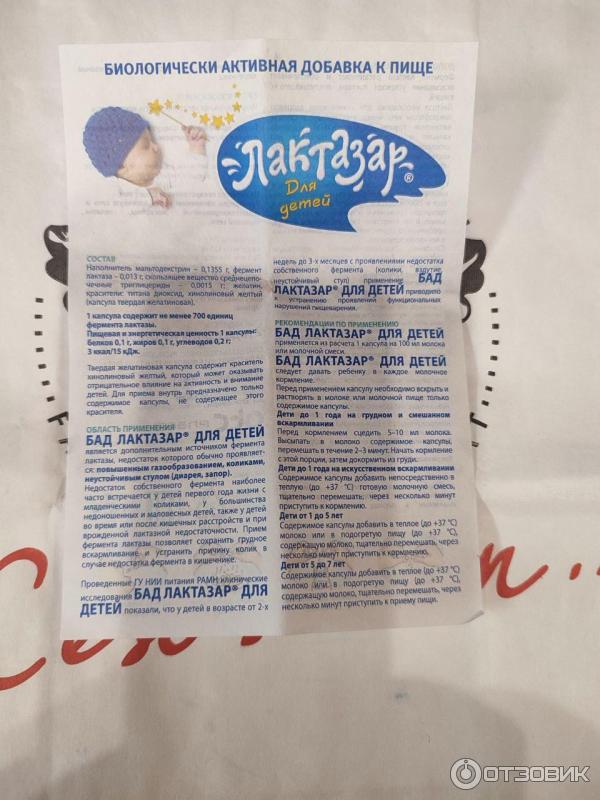 БИОЛОГИЧЕСКИ АКТИВНАЯ ДОБАВКА К ПИЩЕ
Лактазар®
Для
детей
СОСТАВ
Наполнитель мальтодекстрин – 0,1355 г, фермент
лактаза – 0,013 г; скользящее вещество среднецепо-
чечные триглицериды – 0,0015 г; желатин,
красители: титана диоксид, хинолиновый желтый
(капсула твердая желатиновая).
1 капсула содержит не менее 700 единиц
фермента лактазы.
Пищевая и энергетическая ценность 1 капсулы:
белков 0,1 г, жиров 0,1 г, углеводов 0,2 г;
3 ккал/15 кДж.
Твердая желатиновая капсула содержит краситель
хинолиновый желтый, который может оказывать
отрицательное влияние на активность и внимание
детей. Для приема внутрь предназначено только
содержимое капсулы, не содержащее этого
красителя.
ОБЛАСТЬ ПРИМЕНЕНИЯ
БАД ЛАКТАЗАР® ДЛЯ ДЕТЕЙ
является дополнительным источником фермента
лактазы, недостаток которого обычно проявляет-
ся: повышенным газообразованием, коликами,
неустойчивым стулом (диарея, запор).
Недостаток собственного фермента наиболее
часто встречается у детей первого года жизни с
младенческими коликами, у большинства
недоношенных и маловесных детей, также у детей
во время или после кишечных расстройств и при
врожденной лактазной недостаточности. Прием
фермента лактазы позволяет сохранить грудное
вскармливание и устранить причину колик в
случае недостатка фермента в кишечнике.
Проведенные ГУ НИИ питания РАМН клинические
исследования БАД ЛАКТАЗАР® ДЛЯ
ДЕТЕЙ показали, что у детей в возрасте от 2-х
недель до 3-х месяцев с проявлениями недостатка
собственного фермента (колики, вздутие,
неустойчивый стул) применение БАД
ЛАКТАЗАР® ДЛЯ ДЕТЕЙ приводило
к устранению проявлений функциональных
нарушений пищеварения.
РЕКОМЕНДАЦИИ ПО ПРИМЕНЕНИЮ
БАД ЛАКТАЗАР® ДЛЯ ДЕТЕЙ
применяется из расчета 1 капсула на 100 мл молока
или молочной смеси.
БАД ЛАКТАЗАР® ДЛЯ ДЕТЕЙ
следует давать ребенку в каждое молочное
кормление.
Перед применением капсулу необходимо вскрыть и
растворять в молоке или молочной пище только
содержимое капсулы.
Дети до 1 года на грудном и смешанном
вскармливании
Перед кормлением сцедить 5–10 мл молока.
Высыпать в молоко содержимое капсулы,
перемешать, в течение 2–3 минут. Начать кормление
с этой порции, затем докормить из груди.
Дети до 1 года на искусственном вскармливании
Содержимое капсулы добавить непосредственно в
теплую (до +37 °C) готовую молочную смесь,
тщательно перемешать, через несколько минут
приступить к кормлению.
Дети от 1 до 5 лет
Содержимое капсулы добавить в теплое (до +37 °C)
молоко или в подогретую пищу (до +37 °C),
содержащую молоко, тщательно перемешать, через
несколько минут приступить к кормлению.
Дети от 5 до 7 лет
Содержимое капсулы добавить в теплое (до +37 °C)
молоко или в подогретую пищу (до +37 °C),
содержащую молоко, тщательно перемешать, через
несколько минут приступить к приему пищи.
ОТЗОВИК